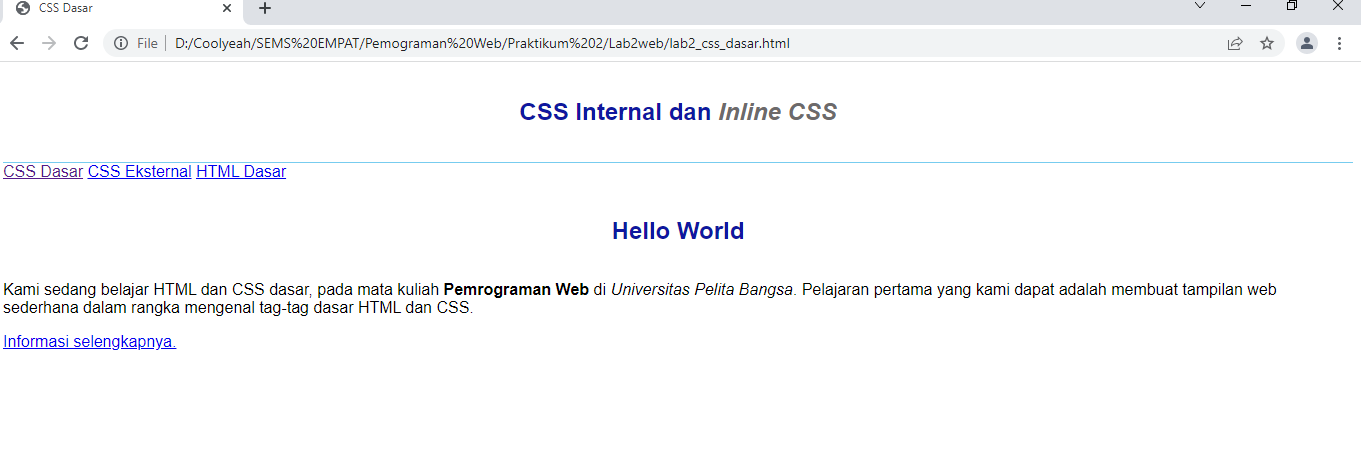 CSS Dasar
File | D:/Coolyeah/SEMS%20EMPAT/Pemograman%20Web/Praktikum%202/Lab2web/lab2_css_dasar.html
CSS Internal dan Inline CSS
CSS Dasar CSS Eksternal HTML Dasar
Hello World
Kami sedang belajar HTML dan CSS dasar, pada mata kuliah Pemrograman Web di Universitas Pelita Bangsa. Pelajaran pertama yang kami dapat adalah membuat tampilan web
sederhana dalam rangka mengenal tag-tag dasar HTML dan CSS.
Informasi selengkapnya.